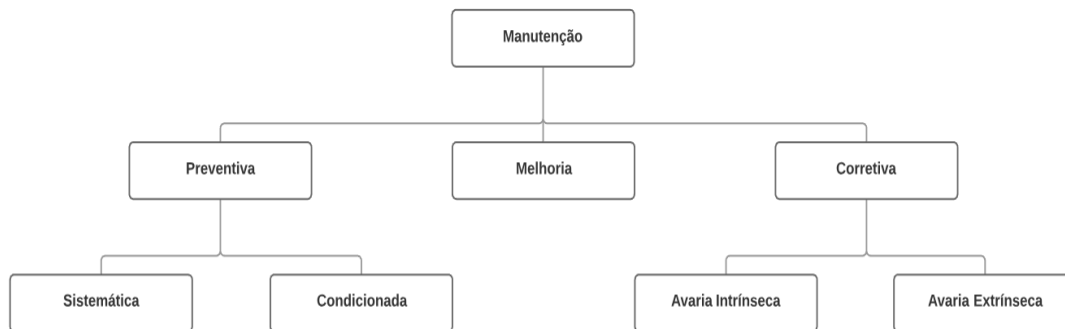 Manutenção
Preventiva
Melhoria
Corretiva
Sistemática
Condicionada
Avaria Intrínseca
Avaria Extrínseca